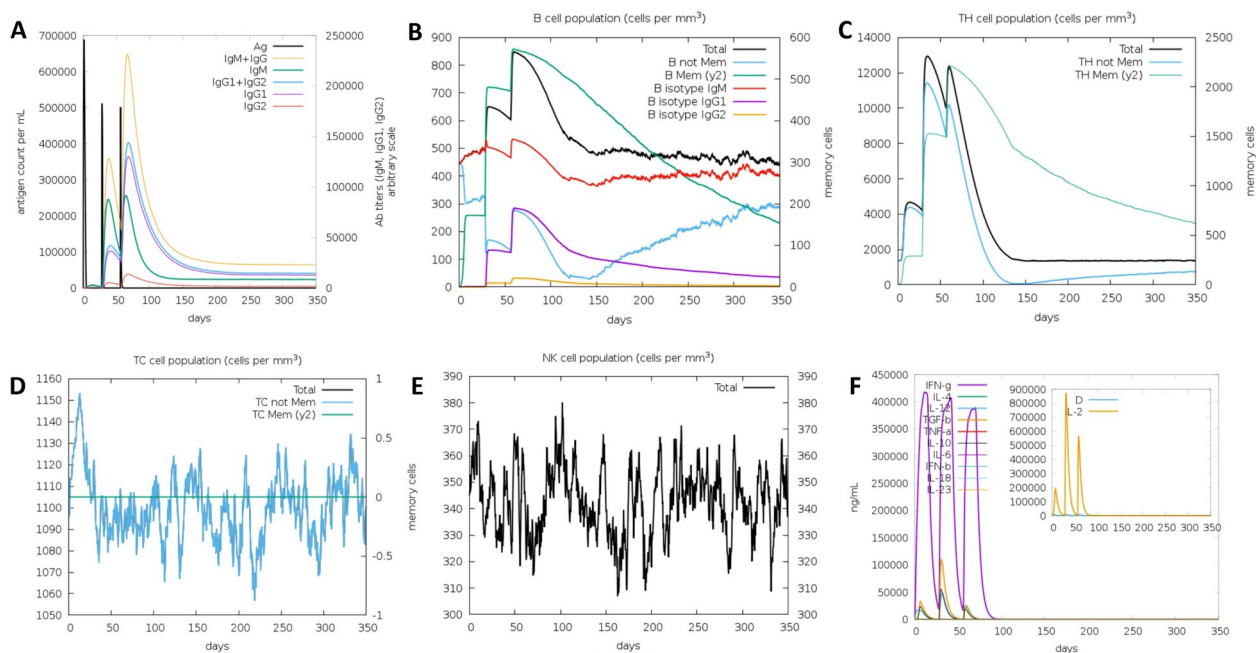 A
antigen count per mL
700000
600000
500000
400000
300000
200000
100000
0
0 50 100 150 200 250 300 350
days
250000
200000
150000
100000
50000
0
Ab titers (IgM, IgG1, IgG2)
arbitrary scale
Ag
IgM+IgG
IgM
IgG1+IgG2
IgG1
IgG2
B
B cell population (cells per mm³)
900
800
700
600
500
400
300
200
100
0
0 50 100 150 200 250 300 350
days
600
500
400
300
200
100
0
memory cells
Total
B not Mem
B Mem (y2)
B isotype IgM
B isotype IgG1
B isotype IgG2
C
TH cell population (cells per mm³)
14000
12000
10000
8000
6000
4000
2000
0
0 50 100 150 200 250 300 350
days
2500
2000
1500
1000
500
0
memory cells
Total
TH not Mem
TH Mem (y2)
D
TC cell population (cells per mm³)
1160
1150
1140
1130
1120
1110
1100
1090
1080
1070
1060
1050
0 50 100 150 200 250 300 350
days
1
0.5
0
-0.5
-1
memory cells
Total
TC not Mem
TC Mem (y2)
E
NK cell population (cells per mm³)
390
380
370
360
350
340
330
320
310
300
0 50 100 150 200 250 300 350
days
390
380
370
360
350
340
330
320
310
300
Total
F
ng/mL
450000
400000
350000
300000
250000
200000
150000
100000
50000
0
0 50 100 150 200 250 300 350
days
IFN-g
IL-4
IL-12
TGF-b
TNF-a
IL-10
IL-6
IFN-b
IL-18
IL-23
900000
800000
700000
600000
500000
400000
300000
200000
100000
0
0 50 100 150 200 250 300 350
D
IL-2